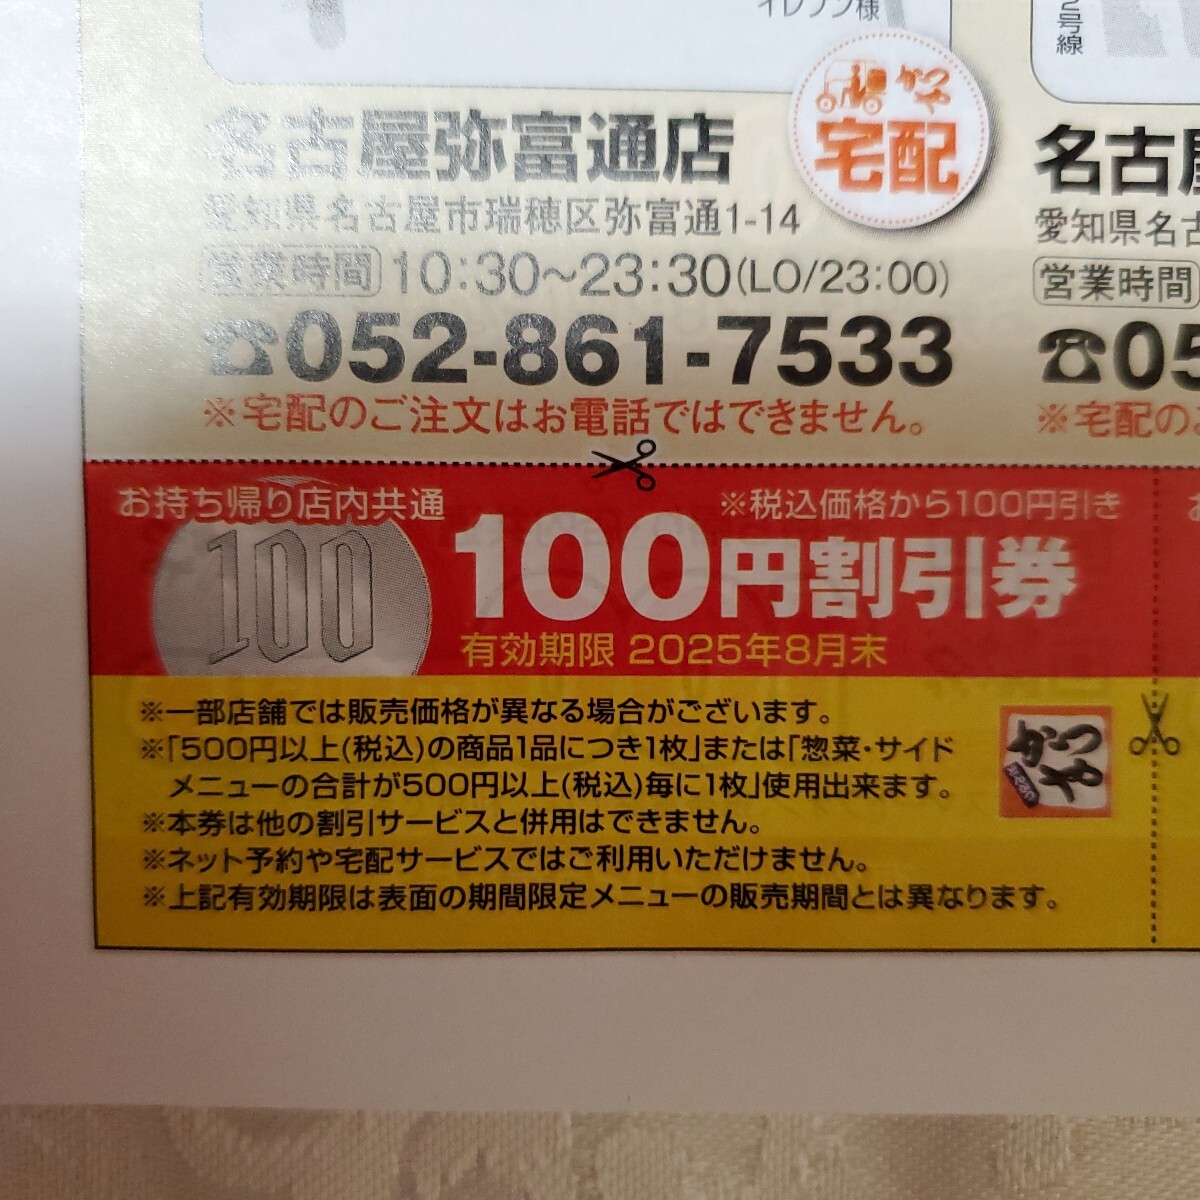 イレブン様
2号線
かつや
宅配
名古屋弥富通店
愛知県名古屋市瑞穂区弥富通1-14
営業時間 10:30～23:30(LO/23:00)
☎052-861-7533
※宅配のご注文はお電話ではできません。
名古屋
愛知県名古
営業時間
☎05
※宅配のご
お持ち帰り店内共通
※税込価格から100円引き
100
100円割引券
有効期限 2025年8月末
※一部店舗では販売価格が異なる場合がございます。
※「500円以上(税込)の商品1品につき1枚」または「惣菜・サイド
メニューの合計が500円以上(税込)毎に1枚」使用出来ます。
※本券は他の割引サービスと併用はできません。
※ネット予約や宅配サービスではご利用いただけません。
※上記有効期限は表面の期間限定メニューの販売期間とは異なります。
かつや